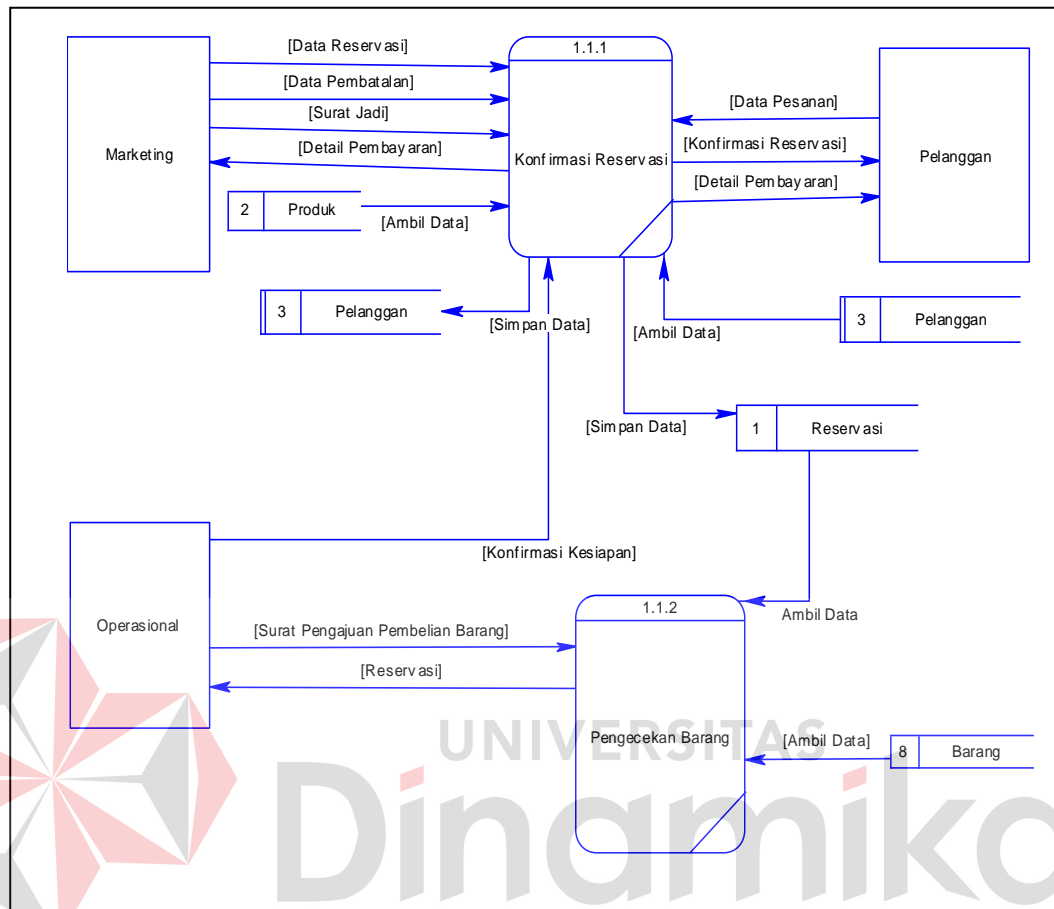 [Data Reservasi]
1.1.1
[Data Pembatalan]
[Data Pesanan]
[Surat Jadi]
[Detail Pembayaran]
[Konfirmasi Reservasi]
Marketing
Konfirmasi Reservasi
Pelanggan
[Detail Pembayaran]
2 Produk
[Ambil Data]
3 Pelanggan
[Simpan Data]
[Ambil Data]
3 Pelanggan
[Simpan Data]
1 Reservasi
[Konfirmasi Kesiapan]
1.1.2
Ambil Data
Operasional
[Surat Pengajuan Pembelian Barang]
[Reservasi]
UNIVERSITAS
Pengecekan Barang
[Ambil Data]
8 Barang
Dinamika